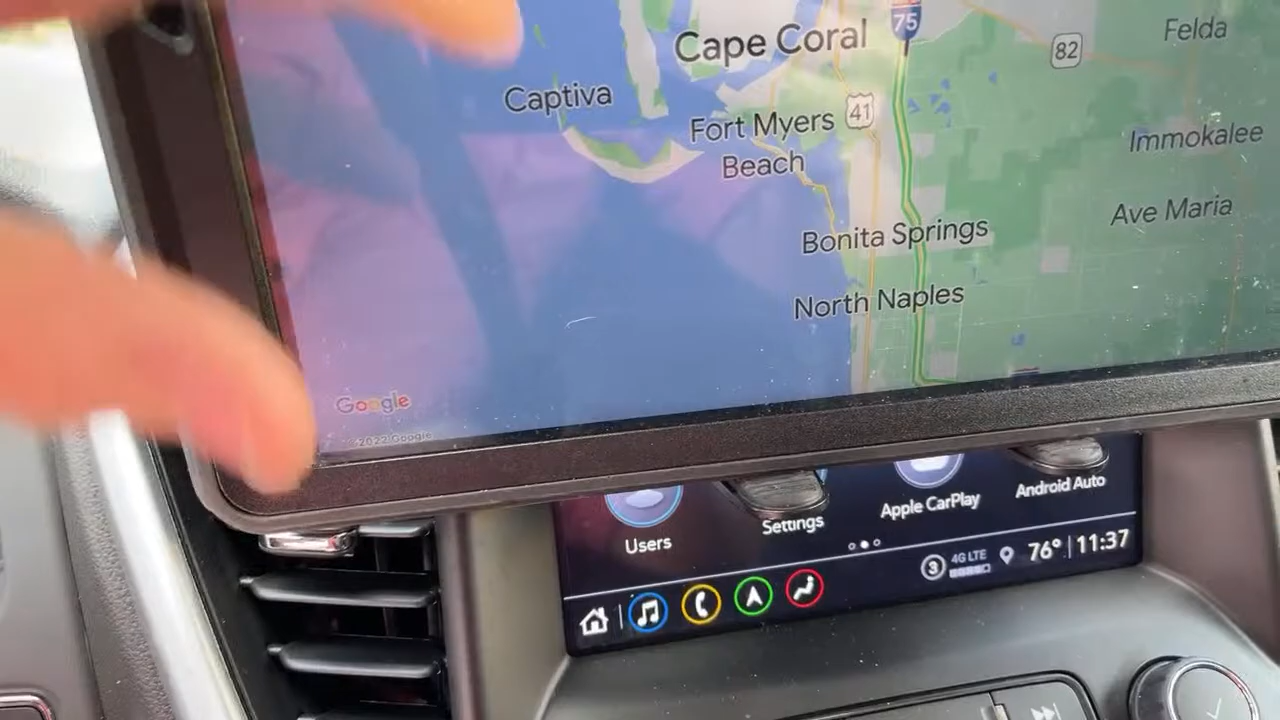 75
Cape Coral
82
Felda
Captiva
41
Fort Myers
Beach
Immokalee
Ave Maria
Bonita Springs
North Naples
Google
©2022 Google
Users
Settings
Apple CarPlay
Android Auto
3
4G LTE
76°
11:37